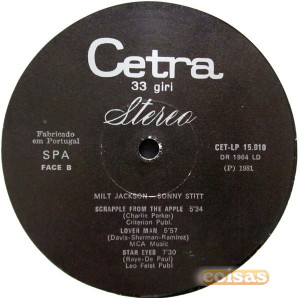 Cetra
33 giri
Stereo
Fabricado
em Portugal
SPA
FACE B
CET-LP 15.010
DR 1964 LD
(P) 1981
MILT JACKSON - SONNY STITT
SCRAPPLE FROM THE APPLE 5'34
(Charlie Parker)
Criterion Publ.
LOVER MAN 5'57
(Davis-Sherman-Ramirez)
MCA Music
STAR EYES 7'30
(Raye-De Paul)
Leo Feist Publ
coisas